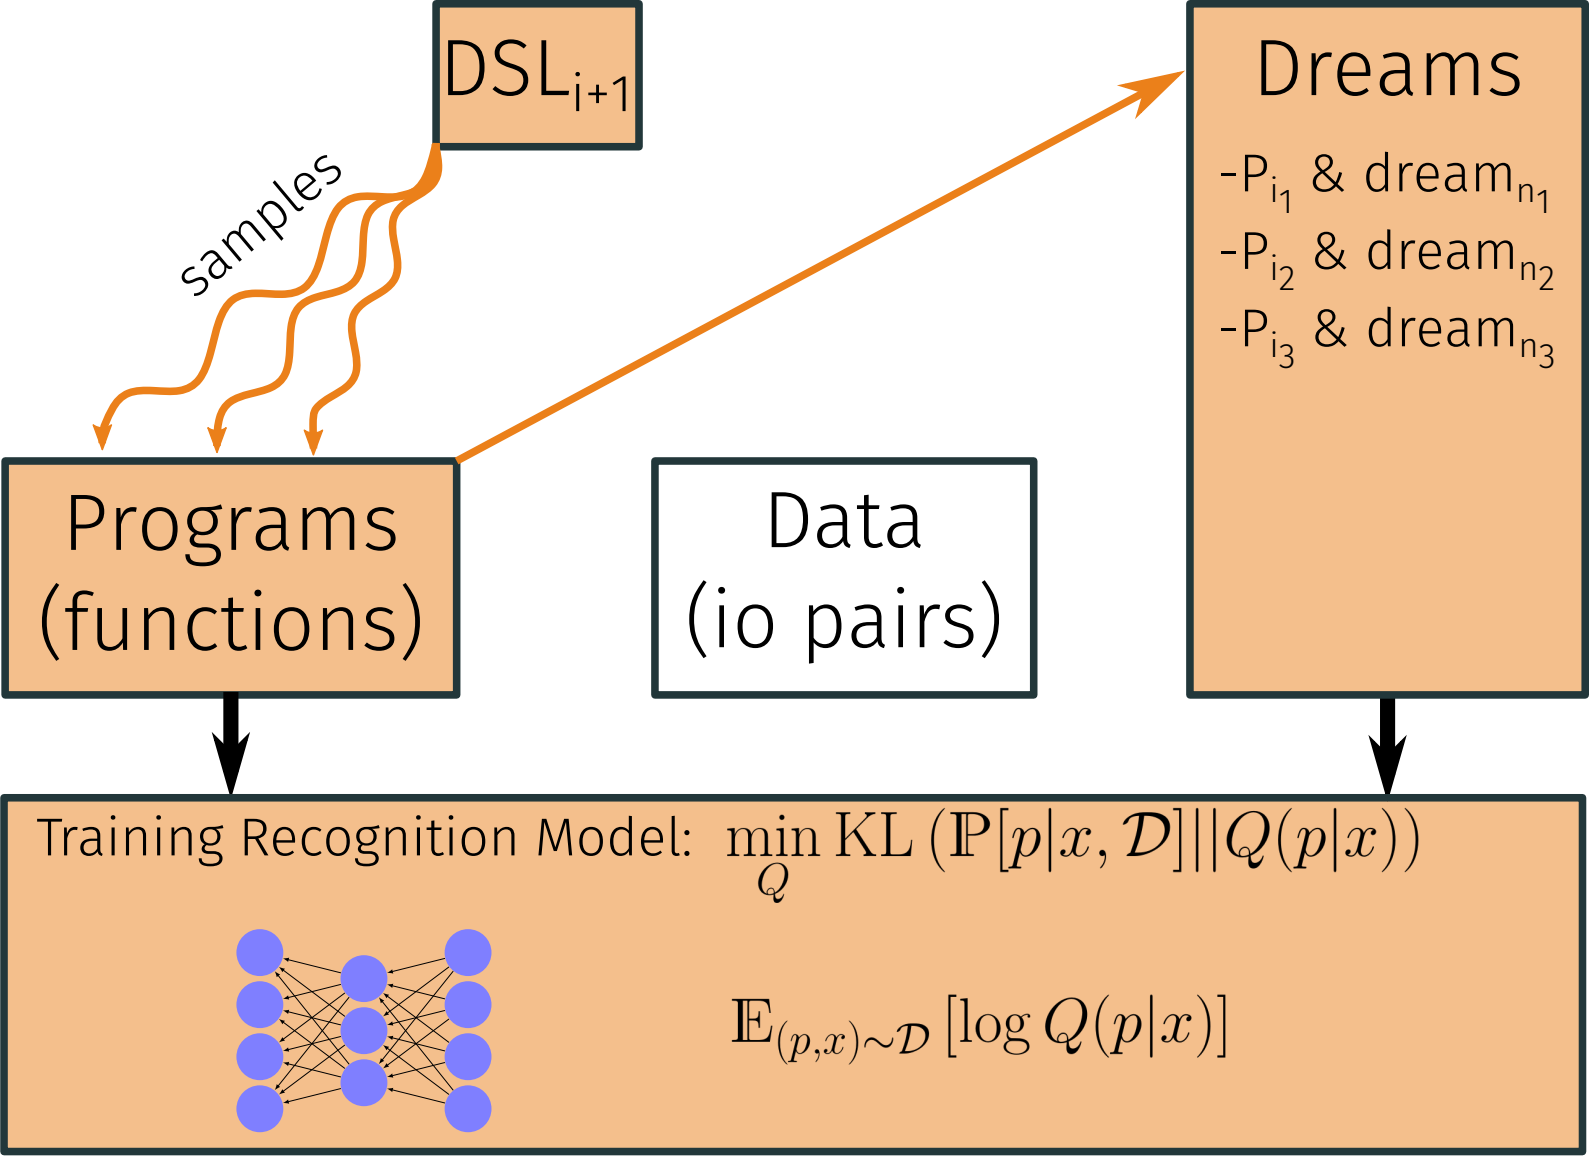 DSLi+1
samples
Dreams
-Pi1 & dreamn1
-Pi2 & dreamn2
-Pi3 & dreamn3
Programs
(functions)
Data
(io pairs)
Training Recognition Model: min_Q KL (ℙ[p|x, 𝒟]||Q(p|x))
𝔼(p,x)∼𝒟 [log Q(p|x)]